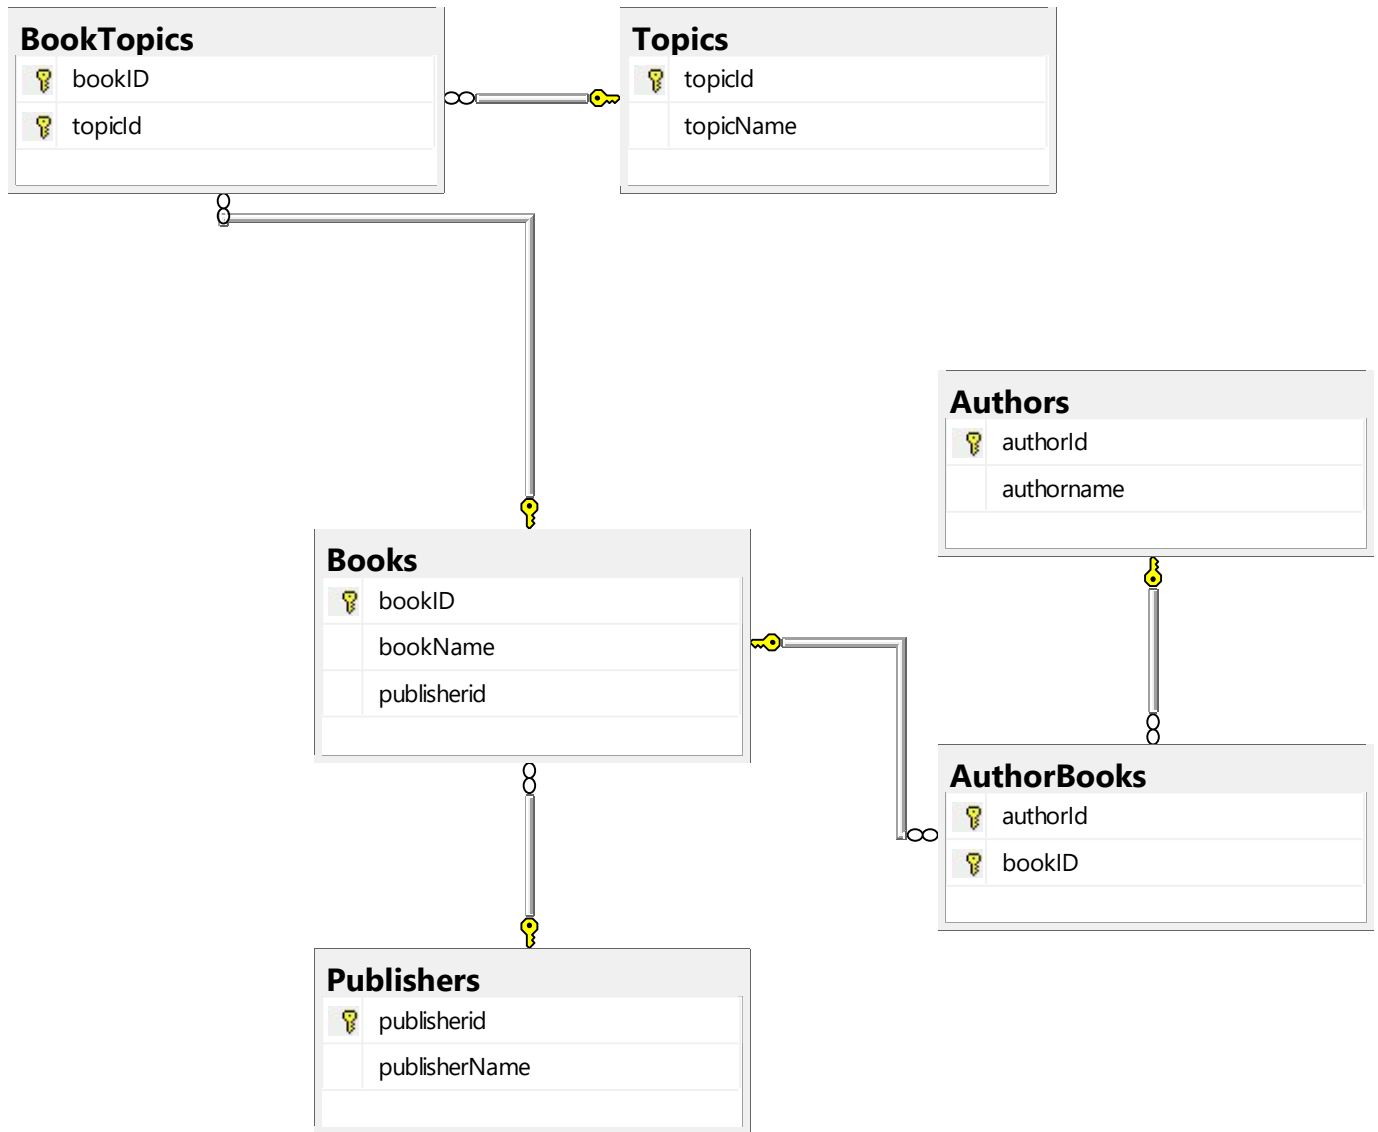 BookTopics
bookID
topicId
Topics
topicId
topicName
Authors
authorId
authorname
Books
bookID
bookName
publisherid
AuthorBooks
authorId
bookID
Publishers
publisherid
publisherName